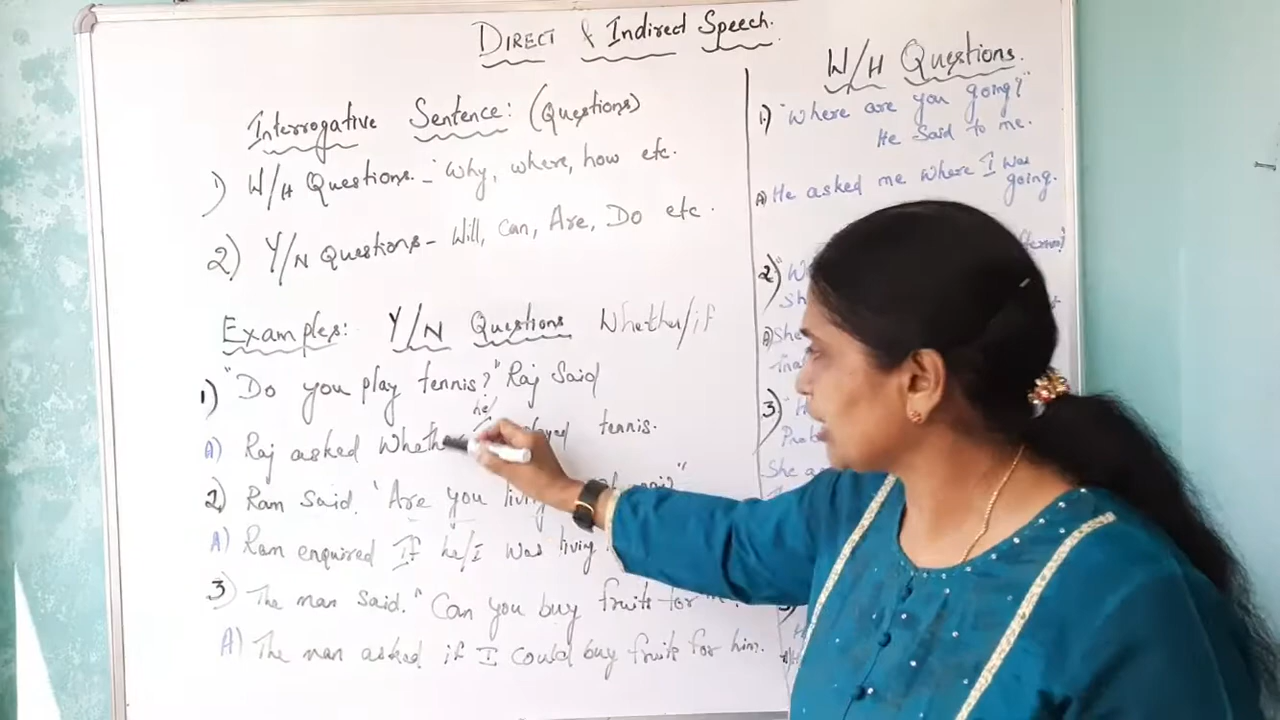 DIRECT & Indirect Speech.
Interrogative Sentence: (Questions)
1) W/H Questions. - Why, where, how etc.
2) Y/N Questions - Will, Can, Are, Do etc.
Examples: Y/N Questions Whether/if
1) "Do you play tennis?" Raj Said
he/
A) Raj asked tennis.
2) Ram Said. "Are you
A) Ram enquired If he/I was living
3) The man Said. "Can you buy fruits for
A) The man asked if I could buy fruits for him.
W/H Questions.
1) "Where are you going?"
He Said to me.
A) He asked me where I was
going.
2)
A) She
3)
She